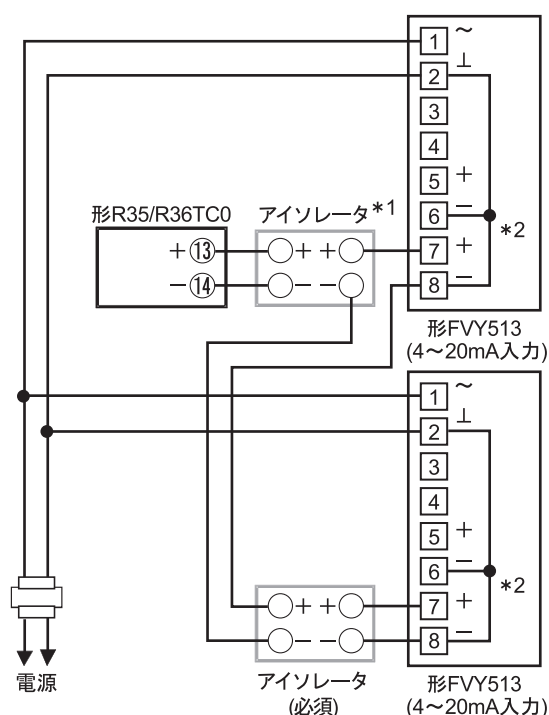 1 ~
2 ⊥
3
4
5 +
6 −
7 +
8 −
*2
形R35/R36TC0
+ ⑬
− ⑭
アイソレータ*1
+ +
− −
形FVY513
(4~20mA入力)
1 ~
2 ⊥
3
4
5 +
6 −
7 +
8 −
*2
+ +
− −
電源
アイソレータ
(必須)
形FVY513
(4~20mA入力)